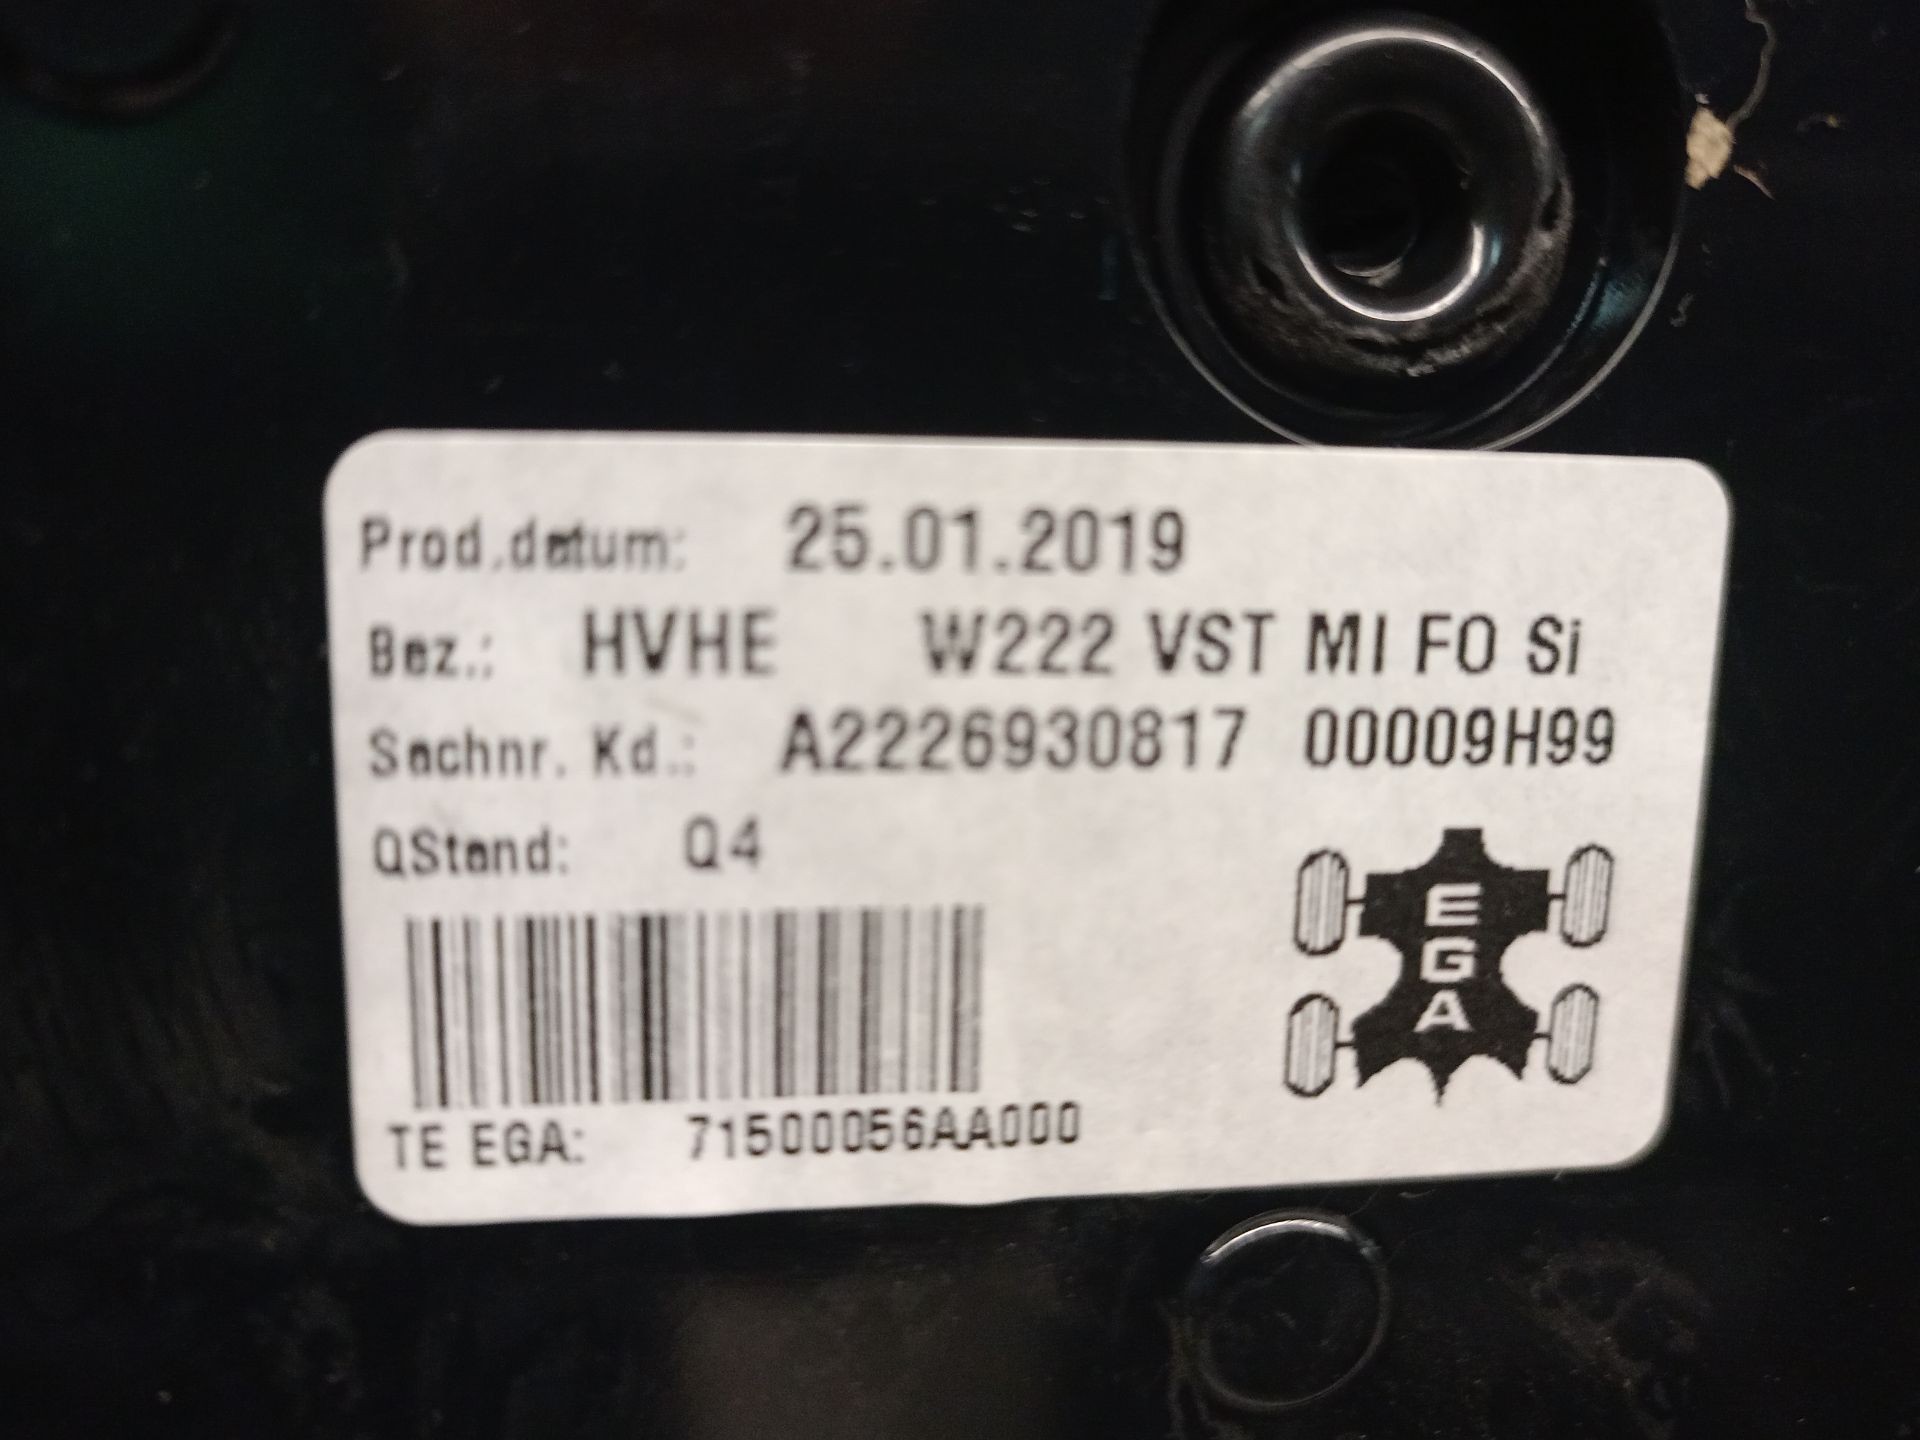 Prod.datum: 25.01.2019
Bez.: HVHE W222 VST MI FO Si
Sachnr. Kd.: A2226930817 00009H99
QStand: Q4
EGA
TE EGA: 71500056AA000